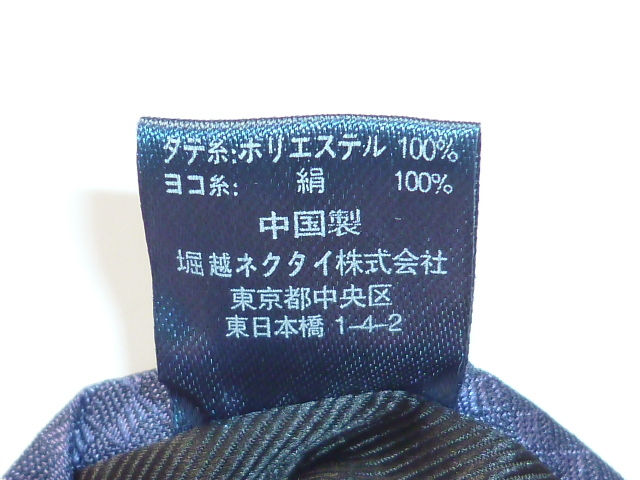 タテ糸:ポリエステル 100%
ヨコ糸: 絹 100%
中国製
堀越ネクタイ株式会社
東京都中央区
東日本橋 1-4-2